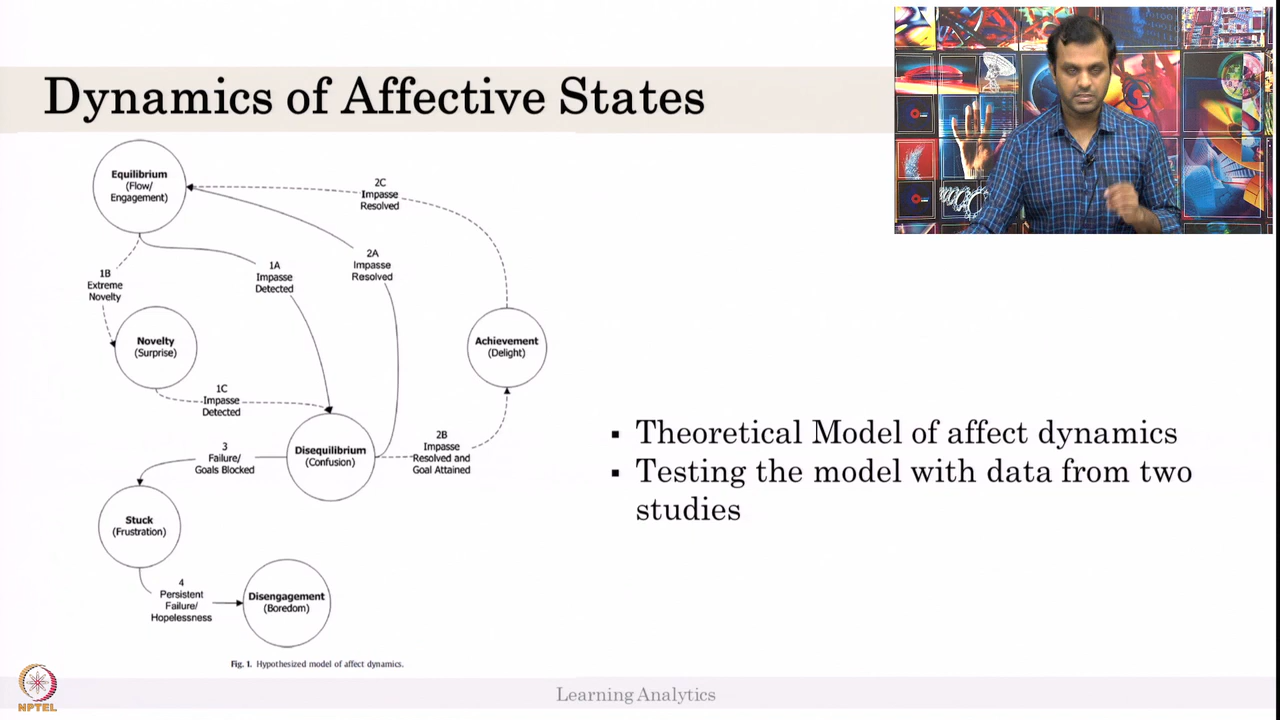 Dynamics of Affective States
Equilibrium
(Flow/
Engagement)
2C
Impasse
Resolved
1B
Extreme
Novelty
1A
Impasse
Detected
2A
Impasse
Resolved
Novelty
(Surprise)
Achievement
(Delight)
1C
Impasse
Detected
3
Failure/
Goals Blocked
Disequilibrium
(Confusion)
2B
Impasse
Resolved and
Goal Attained
Stuck
(Frustration)
4
Persistent
Failure/
Hopelessness
Disengagement
(Boredom)
Fig. 1. Hypothesized model of affect dynamics.
▪ Theoretical Model of affect dynamics
▪ Testing the model with data from two
studies
NPTEL
Learning Analytics